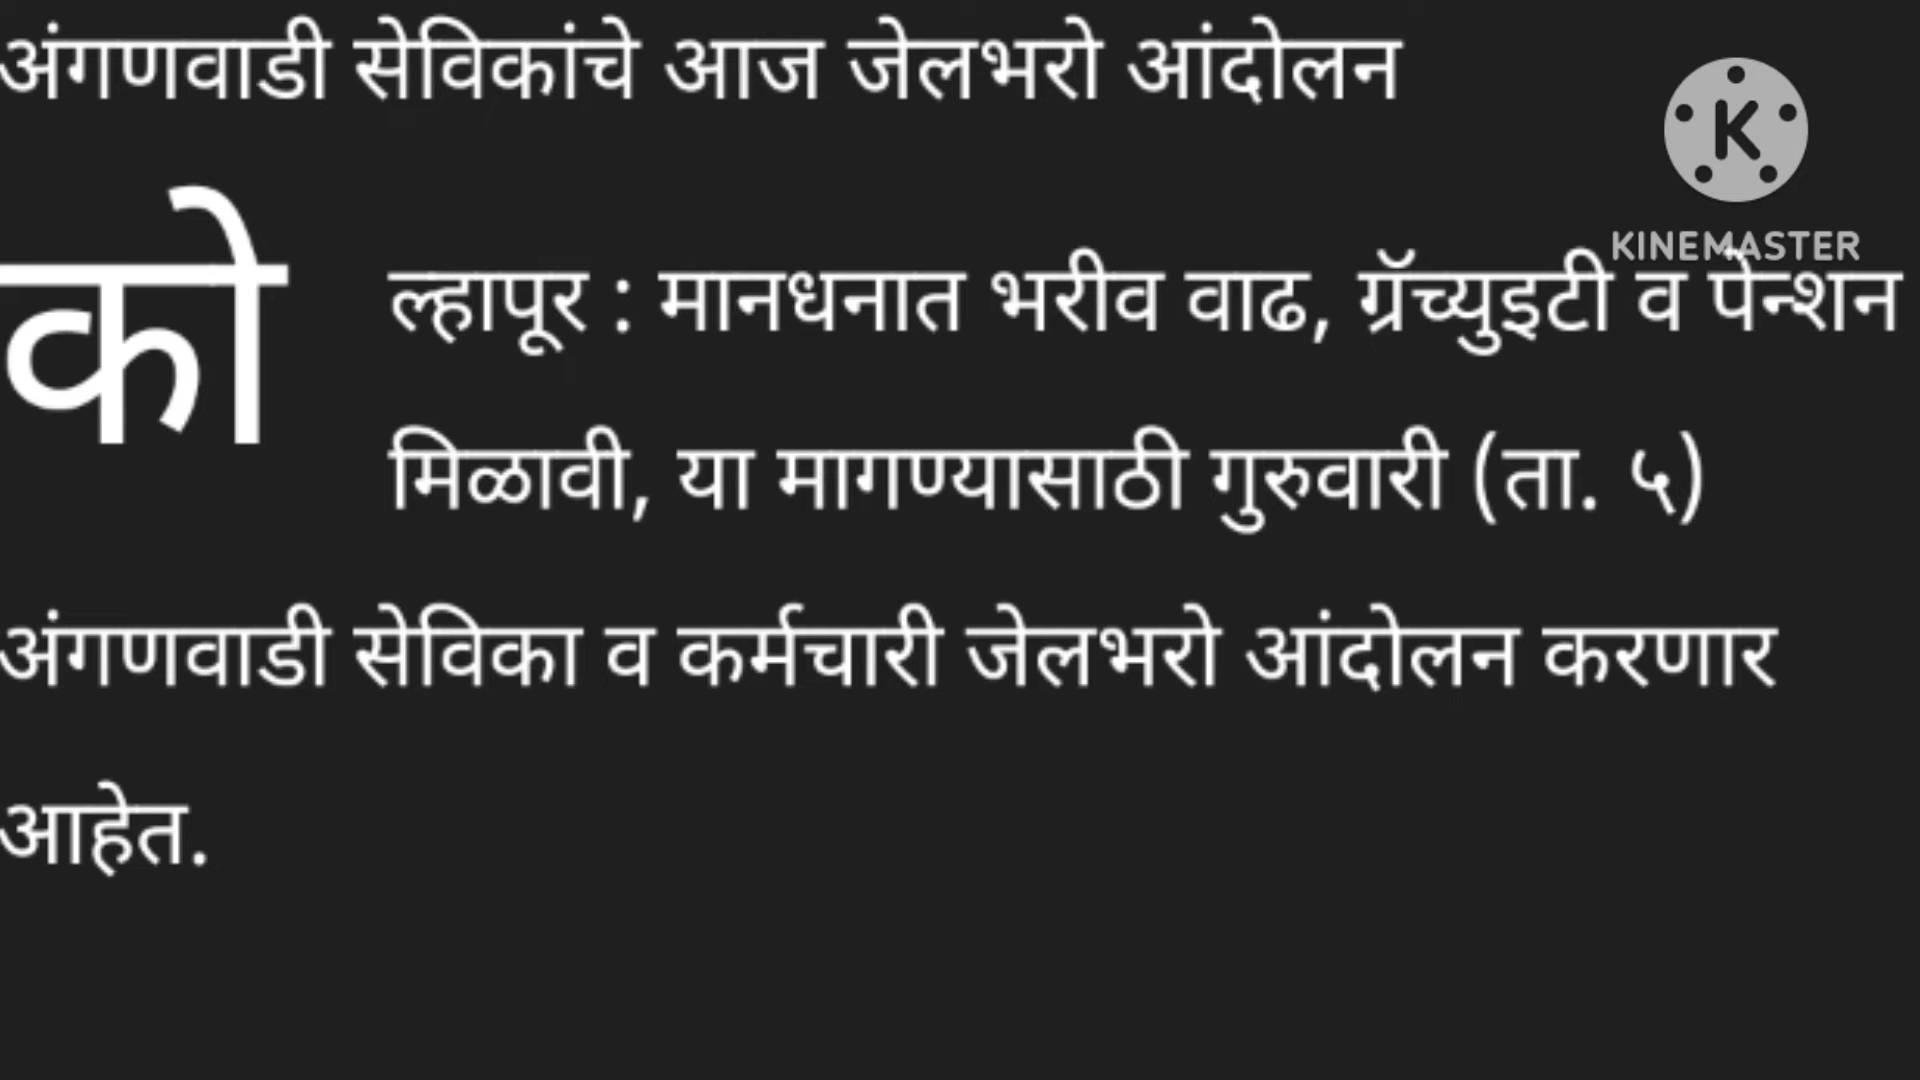 अंगणवाडी सेविकांचे आज जेलभरो आंदोलन
KINEMASTER
कोल्हापूर : मानधनात भरीव वाढ, ग्रॅच्युइटी व पेन्शन
मिळावी, या मागण्यासाठी गुरुवारी (ता. ५)
अंगणवाडी सेविका व कर्मचारी जेलभरो आंदोलन करणार
आहेत.